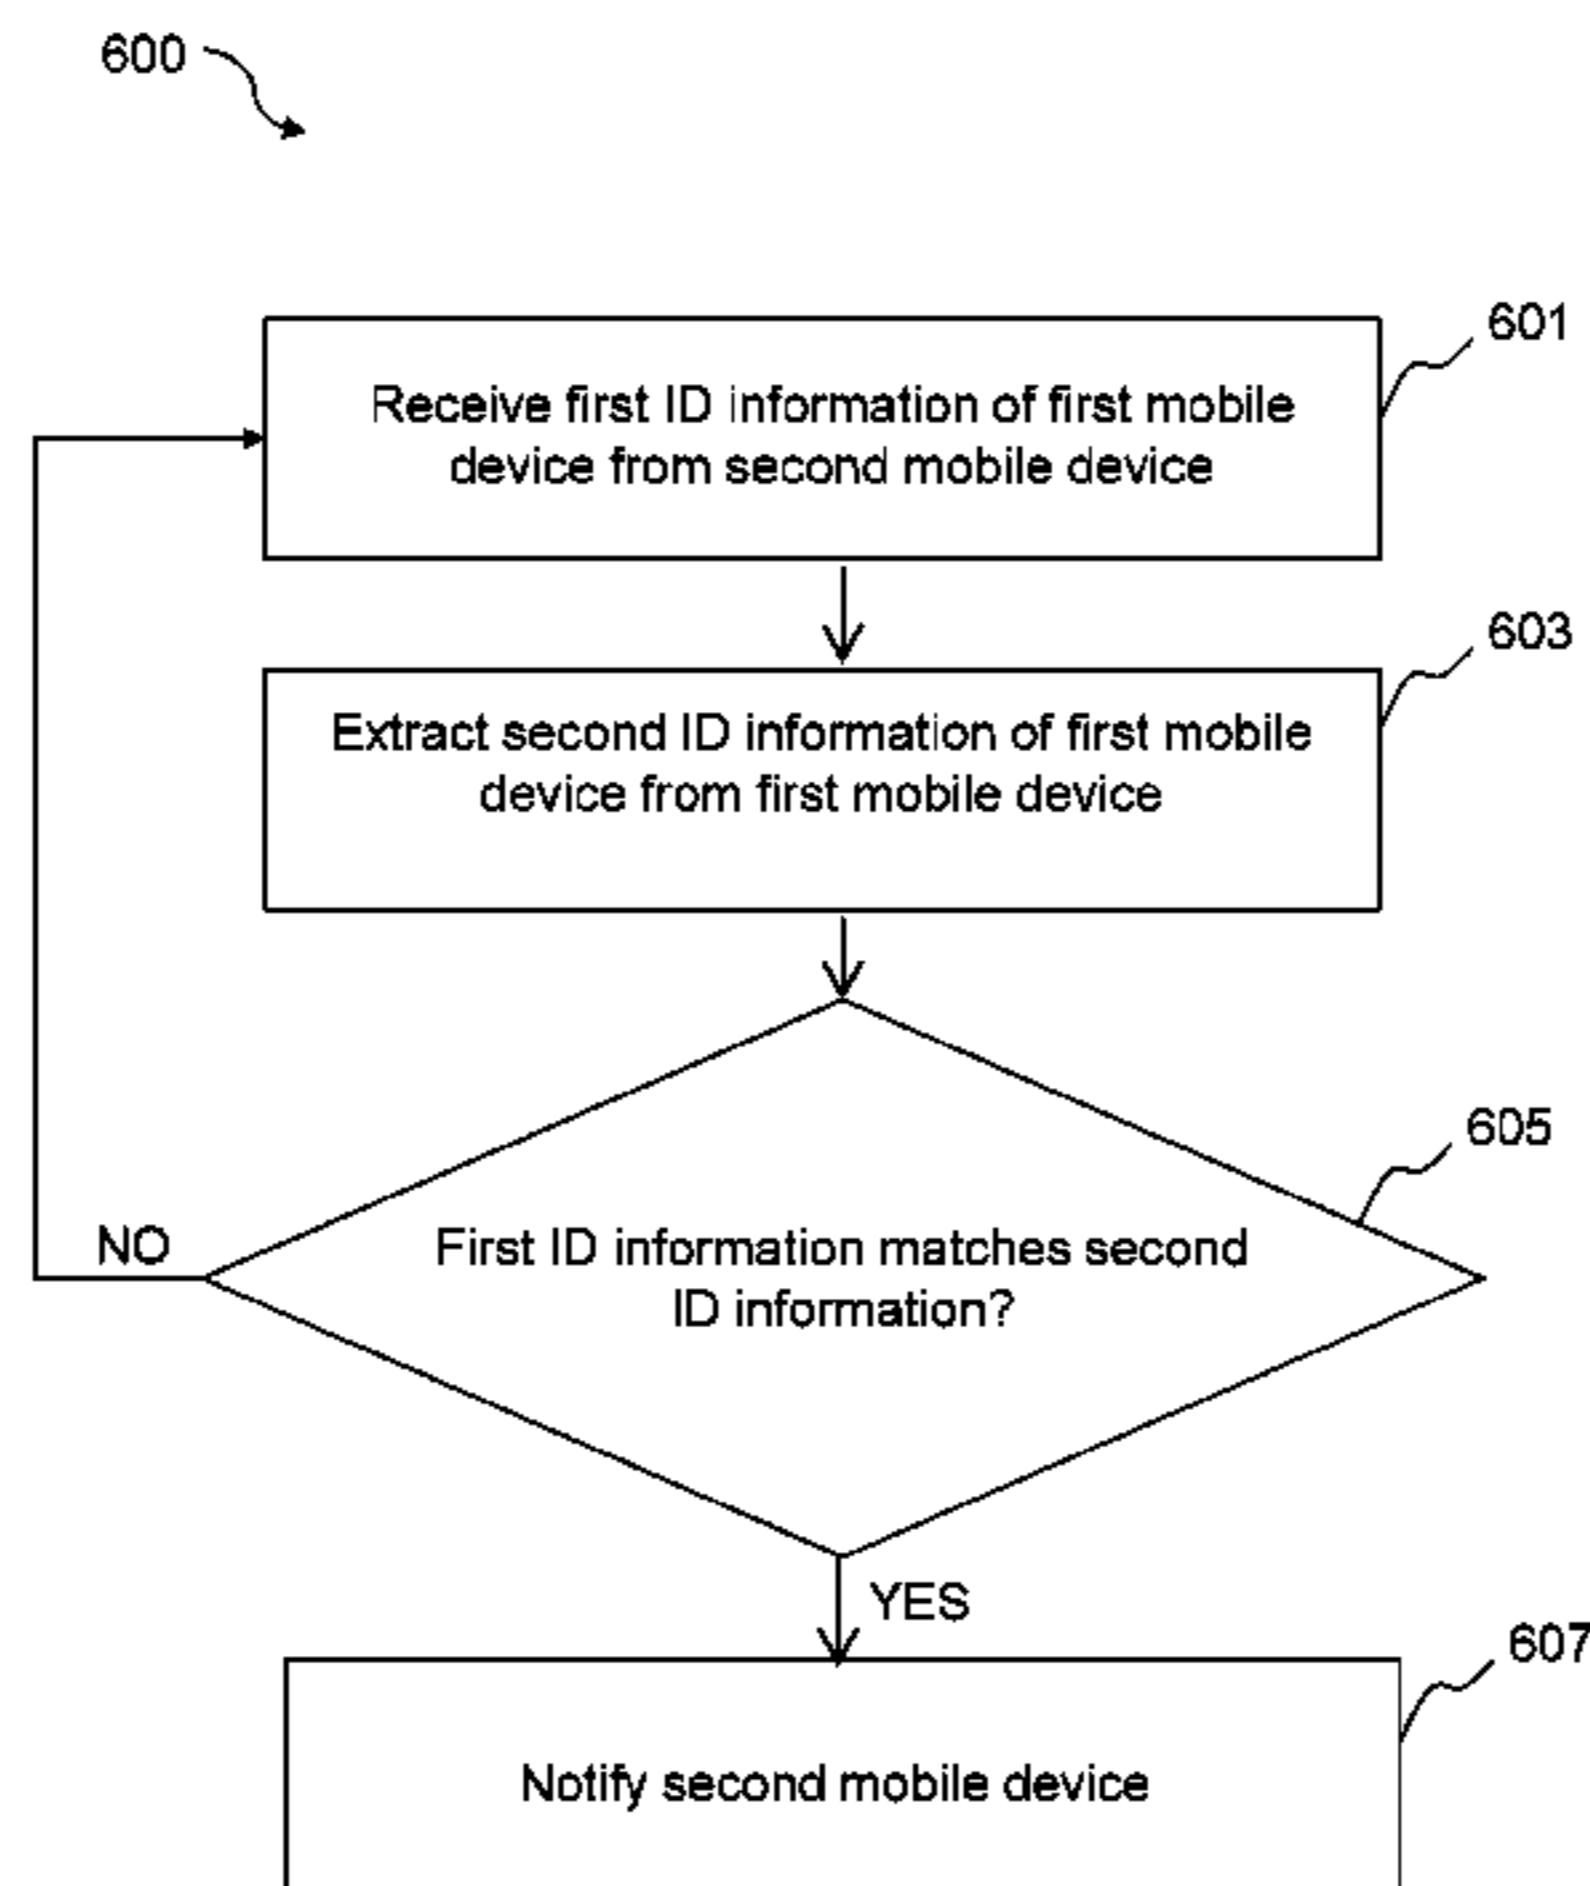 600
601
Receive first ID information of first mobile
device from second mobile device
603
Extract second ID information of first mobile
device from first mobile device
605
NO
First ID information matches second
ID information?
YES
607
Notify second mobile device